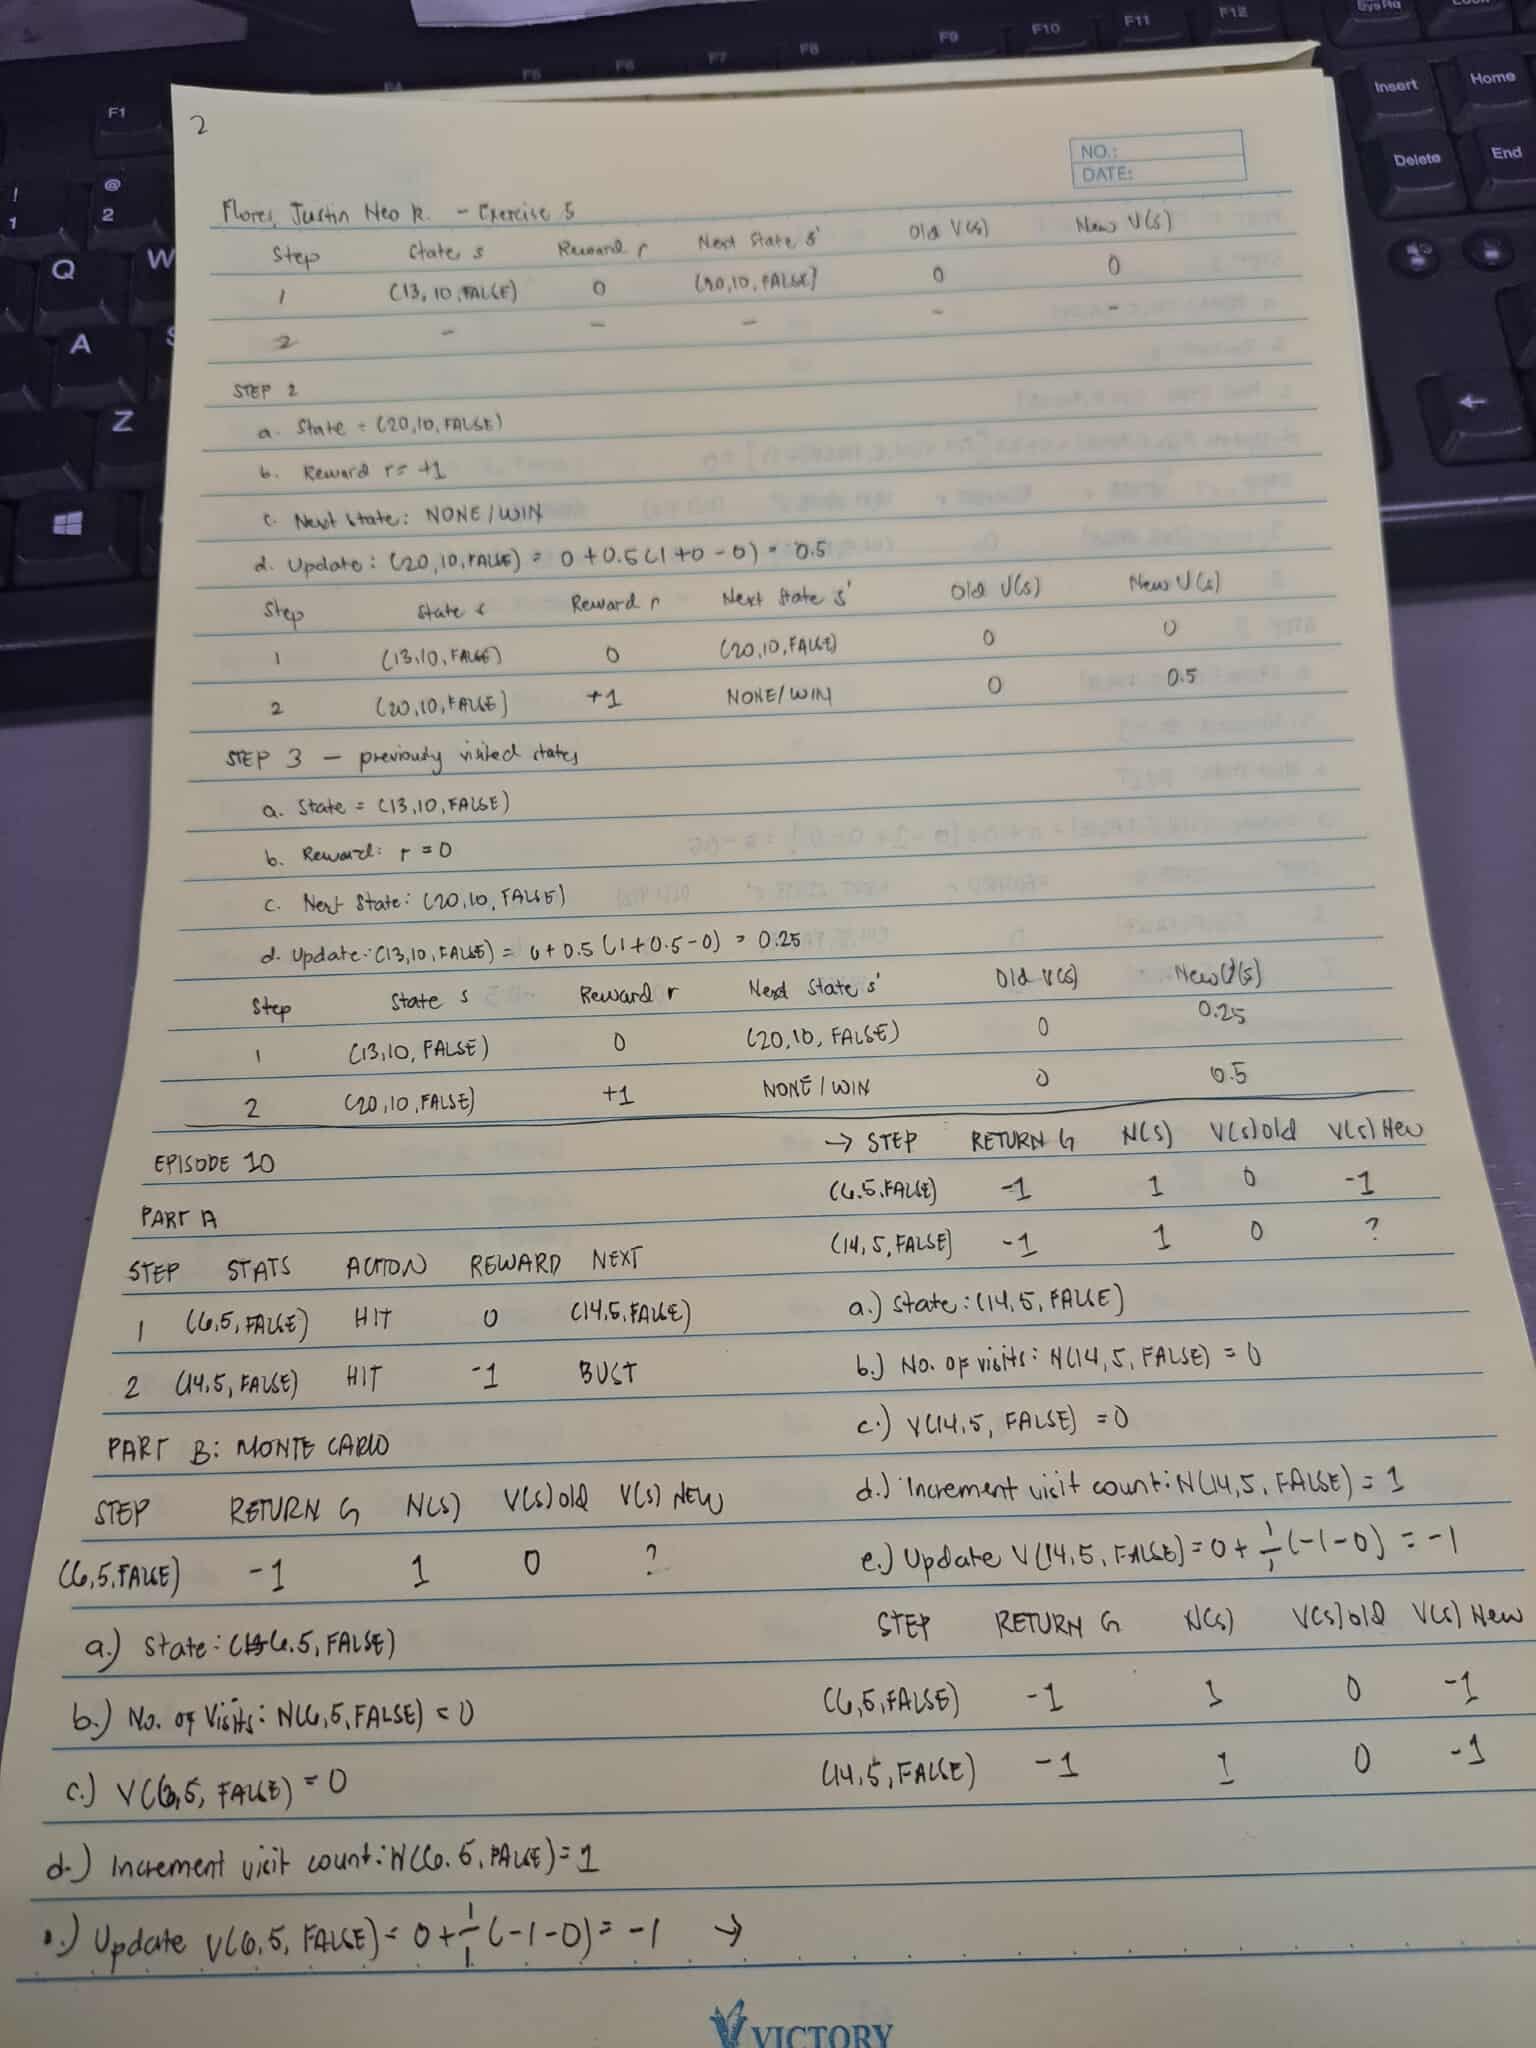 2
NO.:
DATE:
Flores, Justin Neo R. - Exercise 5
Step State s Reward r Next State s' Old V(s) New V(s)
1 (13, 10, FALSE) 0 (20,10, FALSE) 0 0
2 - - - - -
STEP 2
a. State = (20,10, FALSE)
b. Reward r = +1
c. Next State: NONE/WIN
d. Update: (20,10, FALSE) = 0 + 0.5 (1+0-0) = 0.5
Step State s Reward r Next State s' Old V(s) New V(s)
1 (13,10, FALSE) 0 (20,10, FALSE) 0 0
2 (20,10, FALSE) +1 NONE/WIN 0 0.5
STEP 3 - previously visited states
a. State = (13,10, FALSE)
b. Reward: r = 0
c. Next State: (20,10, FALSE)
d. Update: (13,10, FALSE) = 0 + 0.5 (1+0.5-0) = 0.25
Step State s Reward r Next State s' Old V(s) New V(s)
1 (13,10, FALSE) 0 (20,10, FALSE) 0 0.25
2 (20,10, FALSE) +1 NONE / WIN 0 0.5
EPISODE 10
PART A
STEP STATS ACTION REWARD NEXT
1 (6,5, FALSE) HIT 0 (14,5, FALSE)
2 (14,5, FALSE) HIT -1 BUST
PART B: MONTE CARLO
STEP RETURN G N(s) V(s) old V(s) NEW
(6,5, FALSE) -1 1 0 ?
a.) State: (6,5, FALSE)
b.) No. of Visits: N(6,5, FALSE) = 0
c.) V(6,5, FALSE) = 0
d.) Increment visit count: N(6,5, FALSE) = 1
e.) Update V(6,5, FALSE) = 0 + 1/1 (-1-0) = -1 →
→ STEP RETURN G N(s) V(s) old V(s) New
(6,5, FALSE) -1 1 0 -1
(14,5, FALSE) -1 1 0 ?
a.) State: (14,5, FALSE)
b.) No. of visits: N(14,5, FALSE) = 0
c.) V(14,5, FALSE) = 0
d.) Increment visit count: N(14,5, FALSE) = 1
e.) Update V(14,5, FALSE) = 0 + 1/1 (-1-0) = -1
STEP RETURN G N(s) V(s) old V(s) New
(6,5, FALSE) -1 1 0 -1
(14,5, FALSE) -1 1 0 -1
VICTORY
F1
F7
F8
F9
F10
F11
F12
Insert
Home
Delete
End
!
1
@
2
Q
W
A
Z